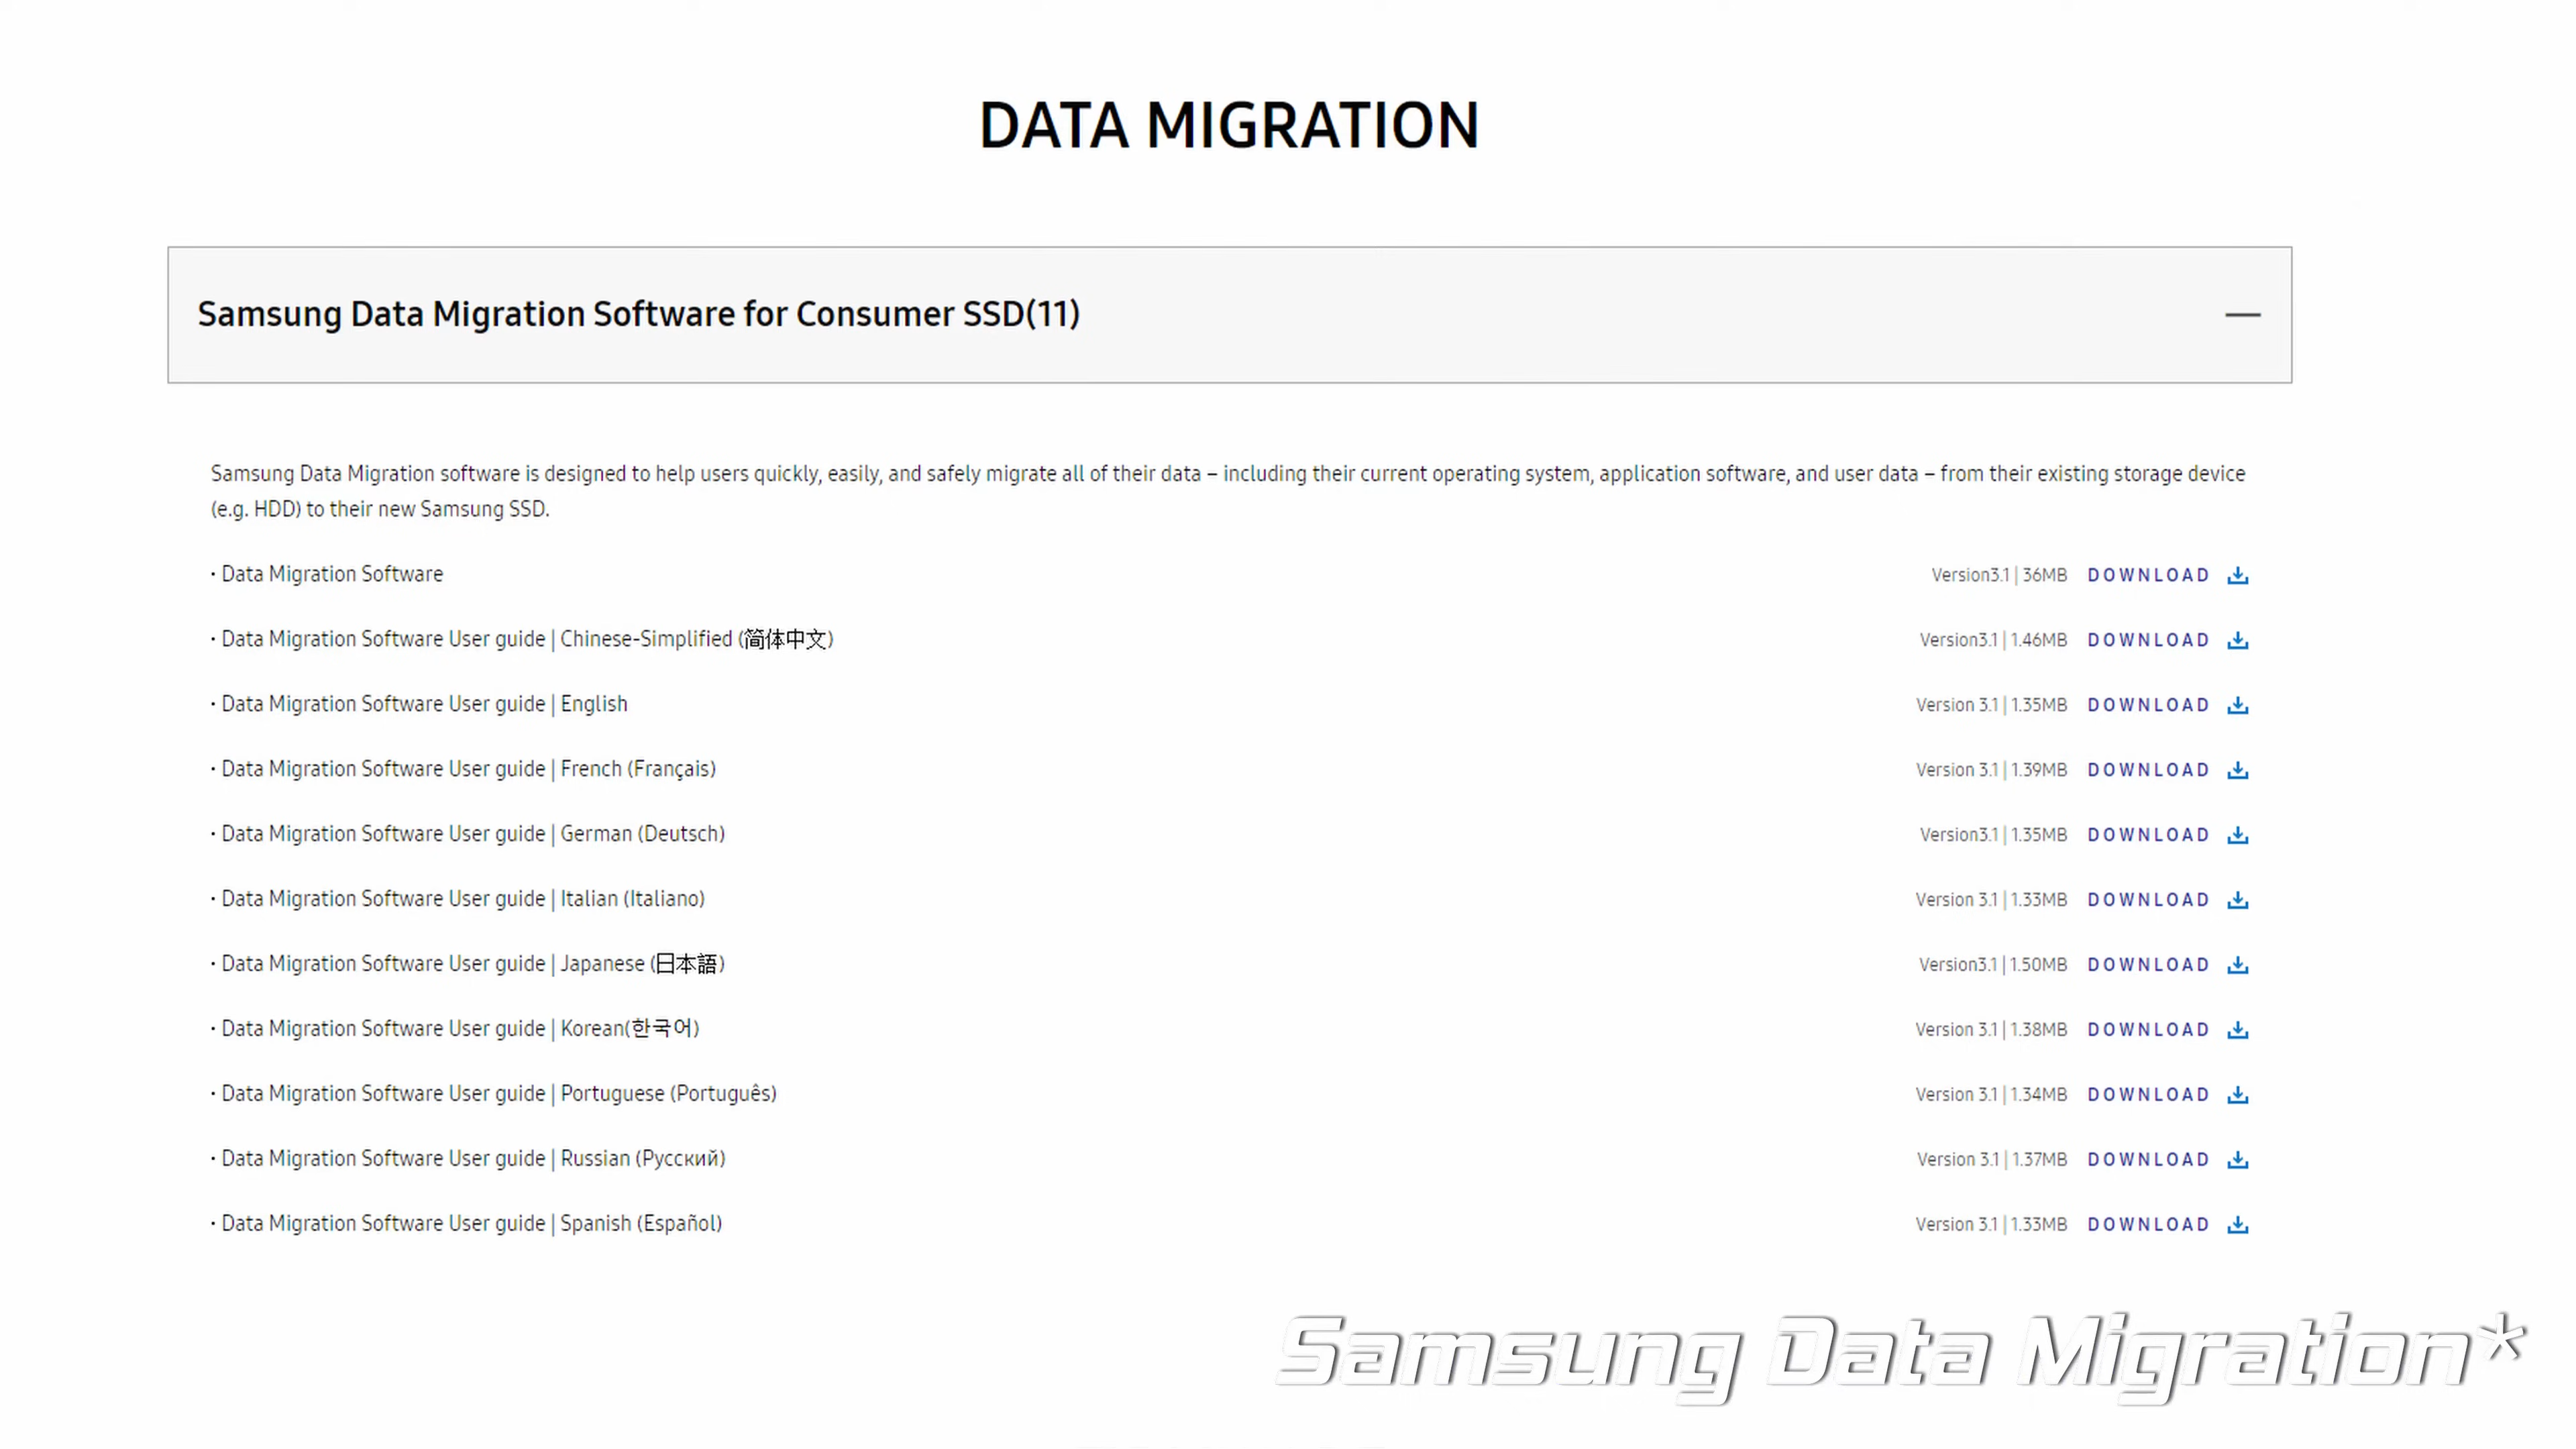 DATA MIGRATION
Samsung Data Migration Software for Consumer SSD(11)
Samsung Data Migration software is designed to help users quickly, easily, and safely migrate all of their data – including their current operating system, application software, and user data – from their existing storage device
(e.g. HDD) to their new Samsung SSD.
· Data Migration Software Version3.1 | 36MB DOWNLOAD
· Data Migration Software User guide | Chinese-Simplified (简体中文) Version3.1 | 1.46MB DOWNLOAD
· Data Migration Software User guide | English Version 3.1 | 1.35MB DOWNLOAD
· Data Migration Software User guide | French (Français) Version 3.1 | 1.39MB DOWNLOAD
· Data Migration Software User guide | German (Deutsch) Version3.1 | 1.35MB DOWNLOAD
· Data Migration Software User guide | Italian (Italiano) Version 3.1 | 1.33MB DOWNLOAD
· Data Migration Software User guide | Japanese (日本語) Version3.1 | 1.50MB DOWNLOAD
· Data Migration Software User guide | Korean(한국어) Version 3.1 | 1.38MB DOWNLOAD
· Data Migration Software User guide | Portuguese (Português) Version 3.1 | 1.34MB DOWNLOAD
· Data Migration Software User guide | Russian (Русский) Version 3.1 | 1.37MB DOWNLOAD
· Data Migration Software User guide | Spanish (Español) Version 3.1 | 1.33MB DOWNLOAD
Samsung Data Migration*